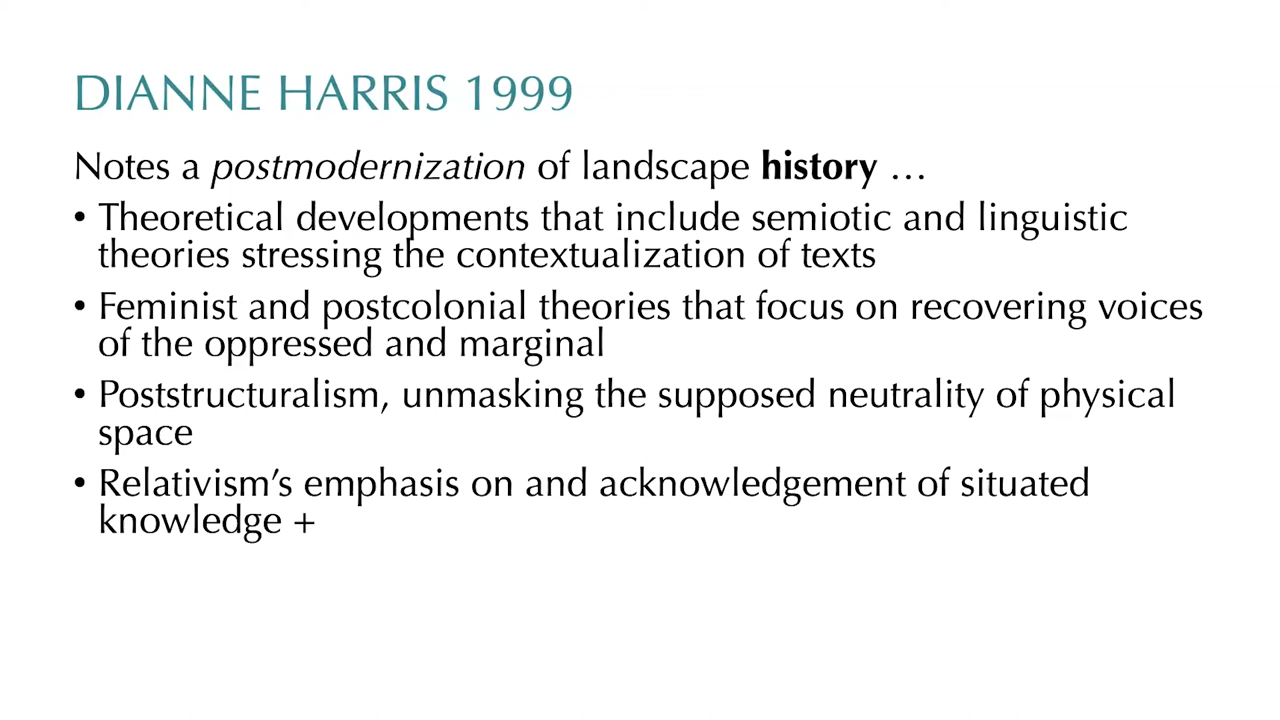 DIANNE HARRIS 1999
Notes a postmodernization of landscape history …
• Theoretical developments that include semiotic and linguistic
theories stressing the contextualization of texts
• Feminist and postcolonial theories that focus on recovering voices
of the oppressed and marginal
• Poststructuralism, unmasking the supposed neutrality of physical
space
• Relativism’s emphasis on and acknowledgement of situated
knowledge +